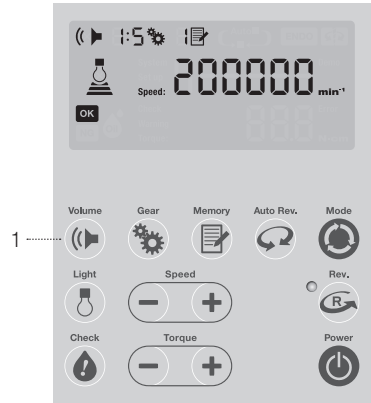 1:5 1
Speed: 200000 min⁻¹
OK
Volume Gear Memory Auto Rev. Mode
1
Light Speed Rev.
R
Check Torque Power